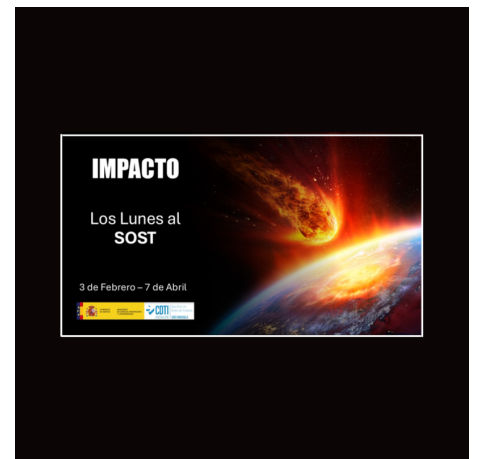 IMPACTO
Los Lunes al
SOST
3 de Febrero – 7 de Abril
CDTI